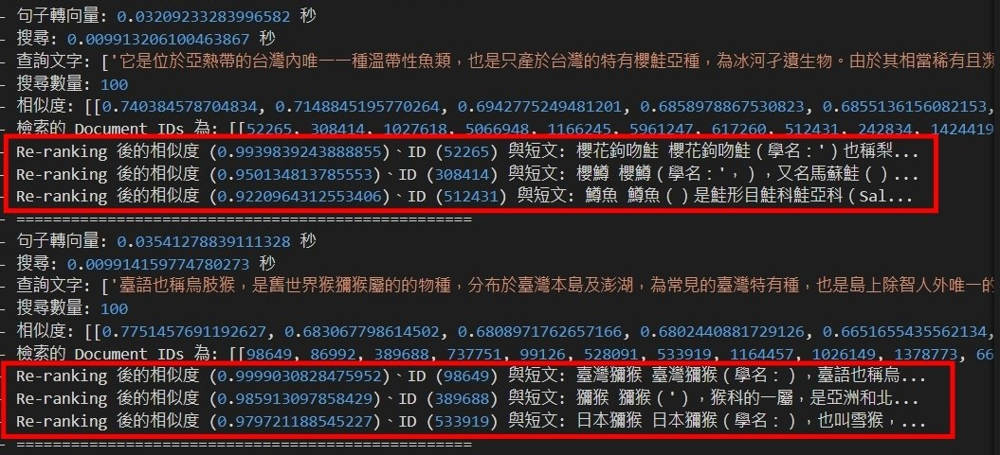 - 句子轉向量: 0.03209233283996582 秒
- 搜尋: 0.009913206100463867 秒
- 查詢文字: ['它是位於亞熱帶的台灣內唯一一種溫帶性魚類，也是只產於台灣的特有櫻鮭亞種，為冰河孑遺生物。由於其相當稀有且瀕
- 搜尋數量: 100
- 相似度: [[0.740384578704834, 0.7148845195770264, 0.6942775249481201, 0.6858978867530823, 0.6855136156082153,
- 檢索的 Document IDs 為: [[52265, 308414, 1027618, 5066948, 1166245, 5961247, 617260, 512431, 242834, 1424419
Re-ranking 後的相似度 (0.9939839243888855)、ID (52265) 與短文: 櫻花鉤吻鮭 櫻花鉤吻鮭（學名：'）也稱梨...
Re-ranking 後的相似度 (0.950134813785553)、ID (308414) 與短文: 櫻鱒 櫻鱒（學名：'，），又名馬蘇鮭（）...
Re-ranking 後的相似度 (0.9220964312553406)、ID (512431) 與短文: 鱒魚 鱒魚（）是鮭形目鮭科鮭亞科（Sal...
- ==================================================
- 句子轉向量: 0.03541278839111328 秒
- 搜尋: 0.009914159774780273 秒
- 查詢文字: ['臺語也稱烏肢猴，是舊世界猴獼猴屬的的物種，分布於臺灣本島及澎湖，為常見的臺灣特有種，也是島上除智人外唯一的
- 搜尋數量: 100
- 相似度: [[0.7751457691192627, 0.683067798614502, 0.6808971762657166, 0.6802440881729126, 0.6651655435562134,
- 檢索的 Document IDs 為: [[98649, 86992, 389688, 737751, 99126, 528091, 533919, 1164457, 1026149, 1378773, 66
Re-ranking 後的相似度 (0.9999030828475952)、ID (98649) 與短文: 臺灣獼猴 臺灣獼猴（學名：），臺語也稱烏...
Re-ranking 後的相似度 (0.985913097858429)、ID (389688) 與短文: 獼猴 獼猴（'），猴科的一屬，是亞洲和北...
Re-ranking 後的相似度 (0.979721188545227)、ID (533919) 與短文: 日本獼猴 日本獼猴（學名：），也叫雪猴，...
- ==================================================